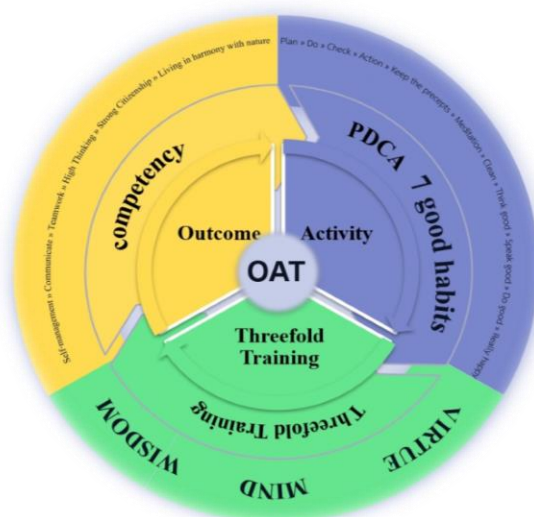 Self-management » Communicate » Teamwork » High Thinking » Strong Citizenship » Living in harmony with nature
Plan » Do » Check » Action » Keep the precepts » Meditation » Clean » Think good » Speak good » Do good » Really happy
competency
PDCA 7 good habits
Outcome
Activity
OAT
Threefold
Training
Threefold Training
WISDOM
MIND
VIRTUE